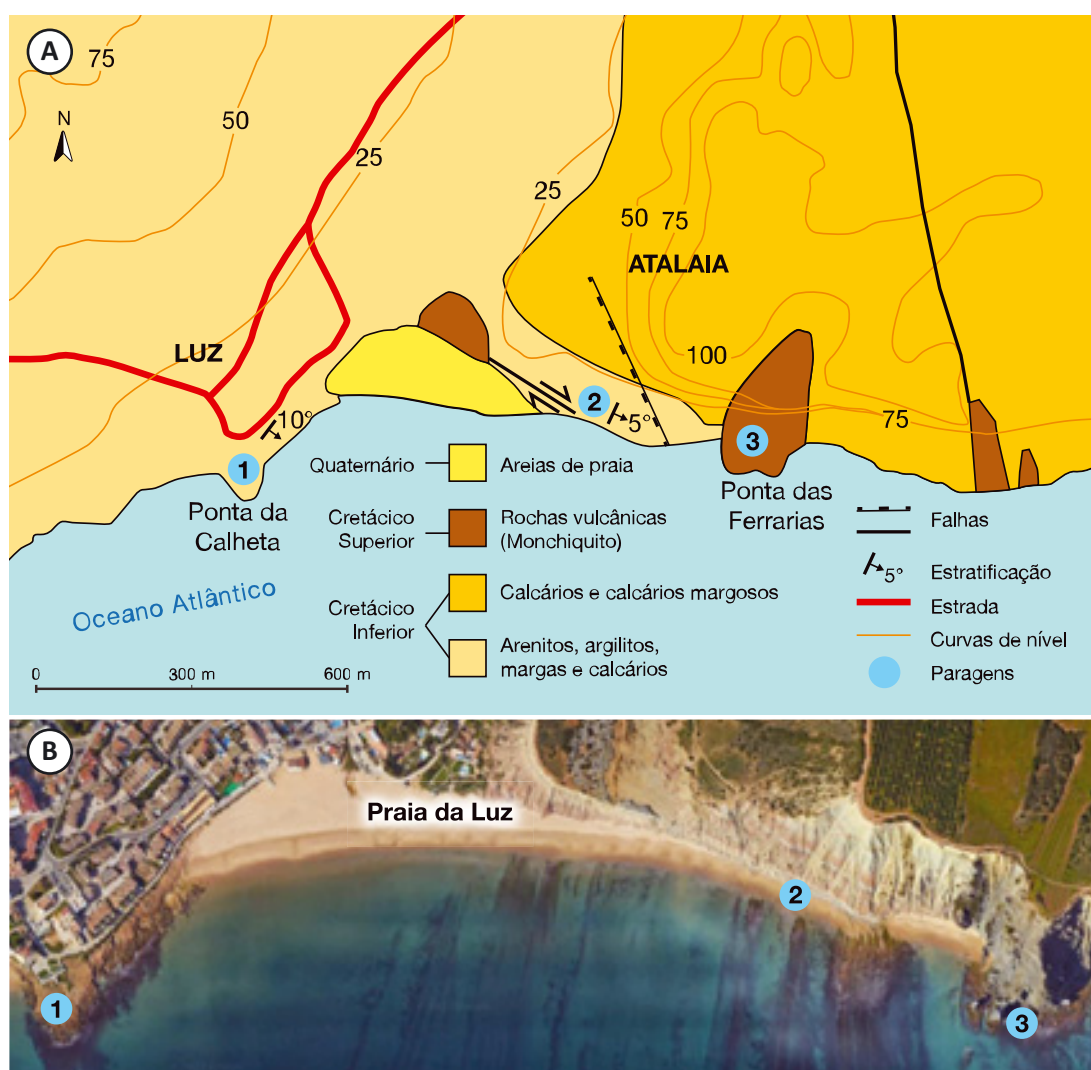 A
75
N
50
25
25
50
75
ATALAIA
100
LUZ
10°
2
5°
1
3
75
Ponta da
Calheta
Ponta das
Ferrarias
Oceano Atlântico
Quaternário
Areias de praia
Cretácico
Superior
Rochas vulcânicas
(Monchiquito)
Cretácico
Inferior
Calcários e calcários margosos
Arenitos, argilitos,
margas e calcários
Falhas
5°
Estratificação
Estrada
Curvas de nível
Paragens
0
300 m
600 m
B
Praia da Luz
2
1
3